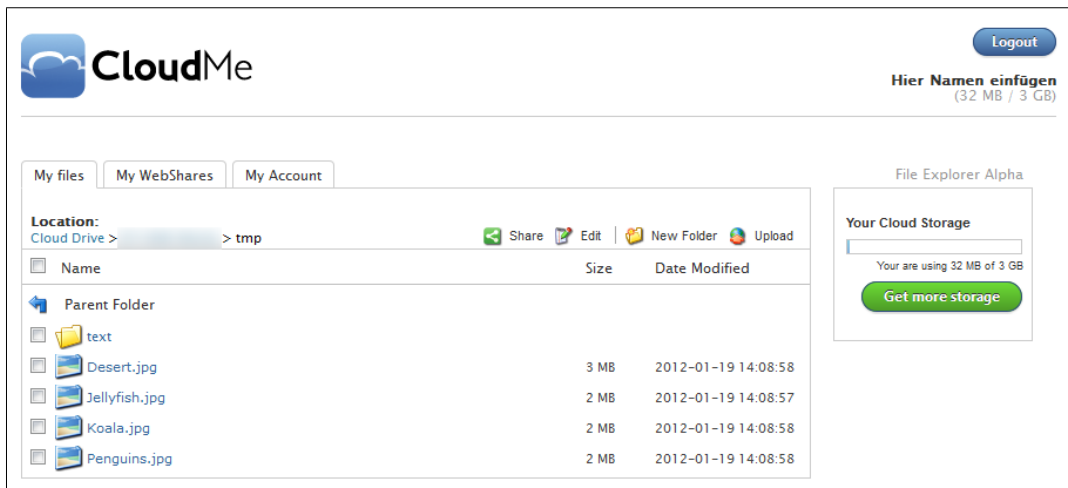 CloudMe
Logout
Hier Namen einfügen
(32 MB / 3 GB)
My files My WebShares My Account
File Explorer Alpha
Location:
Cloud Drive > > tmp
Share Edit New Folder Upload
Name Size Date Modified
Parent Folder
text
Desert.jpg 3 MB 2012-01-19 14:08:58
Jellyfish.jpg 2 MB 2012-01-19 14:08:57
Koala.jpg 2 MB 2012-01-19 14:08:58
Penguins.jpg 2 MB 2012-01-19 14:08:58
Your Cloud Storage
Your are using 32 MB of 3 GB
Get more storage